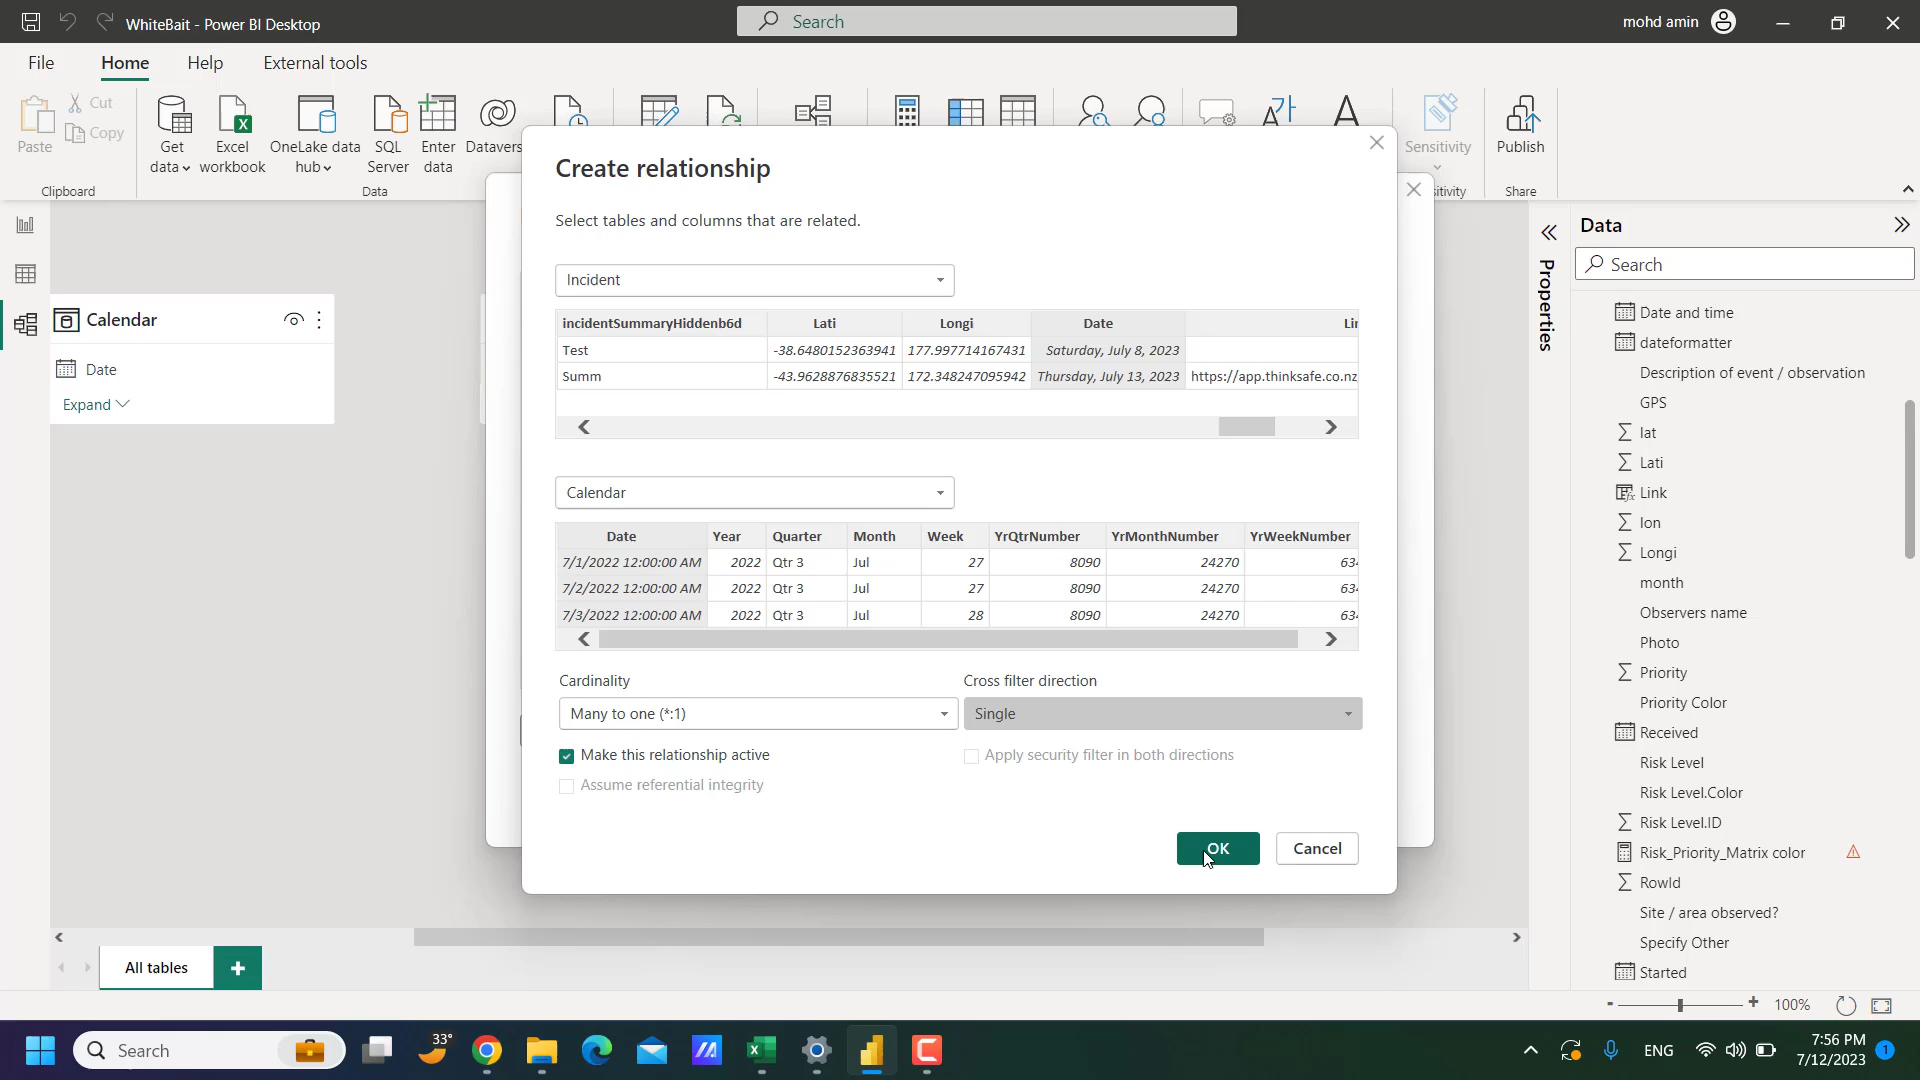 WhiteBait - Power BI Desktop
Search
mohd amin
File
Home
Help
External tools
Paste
Cut
Copy
Clipboard
Get data
Excel workbook
OneLake data hub
SQL Server
Enter data
Datavers
Data
Sensitivity
itivity
Publish
Share
Calendar
Date
Expand
Create relationship
Select tables and columns that are related.
Incident
incidentSummaryHiddenb6d Lati Longi Date Lin
Test -38.6480152363941 177.997714167431 Saturday, July 8, 2023
Summ -43.9628876835521 172.348247095942 Thursday, July 13, 2023 https://app.thinksafe.co.nz
Calendar
Date Year Quarter Month Week YrQtrNumber YrMonthNumber YrWeekNumber
7/1/2022 12:00:00 AM 2022 Qtr 3 Jul 27 8090 24270 634
7/2/2022 12:00:00 AM 2022 Qtr 3 Jul 27 8090 24270 634
7/3/2022 12:00:00 AM 2022 Qtr 3 Jul 28 8090 24270 634
Cardinality
Many to one (*:1)
Cross filter direction
Single
Make this relationship active
Apply security filter in both directions
Assume referential integrity
OK
Cancel
Properties
Data
Search
Date and time
dateformatter
Description of event / observation
GPS
lat
Lati
Link
lon
Longi
month
Observers name
Photo
Priority
Priority Color
Received
Risk Level
Risk Level.Color
Risk Level.ID
Risk_Priority_Matrix color
RowId
Site / area observed?
Specify Other
Started
All tables
100%
Search
33°
ENG
7:56 PM
7/12/2023
1